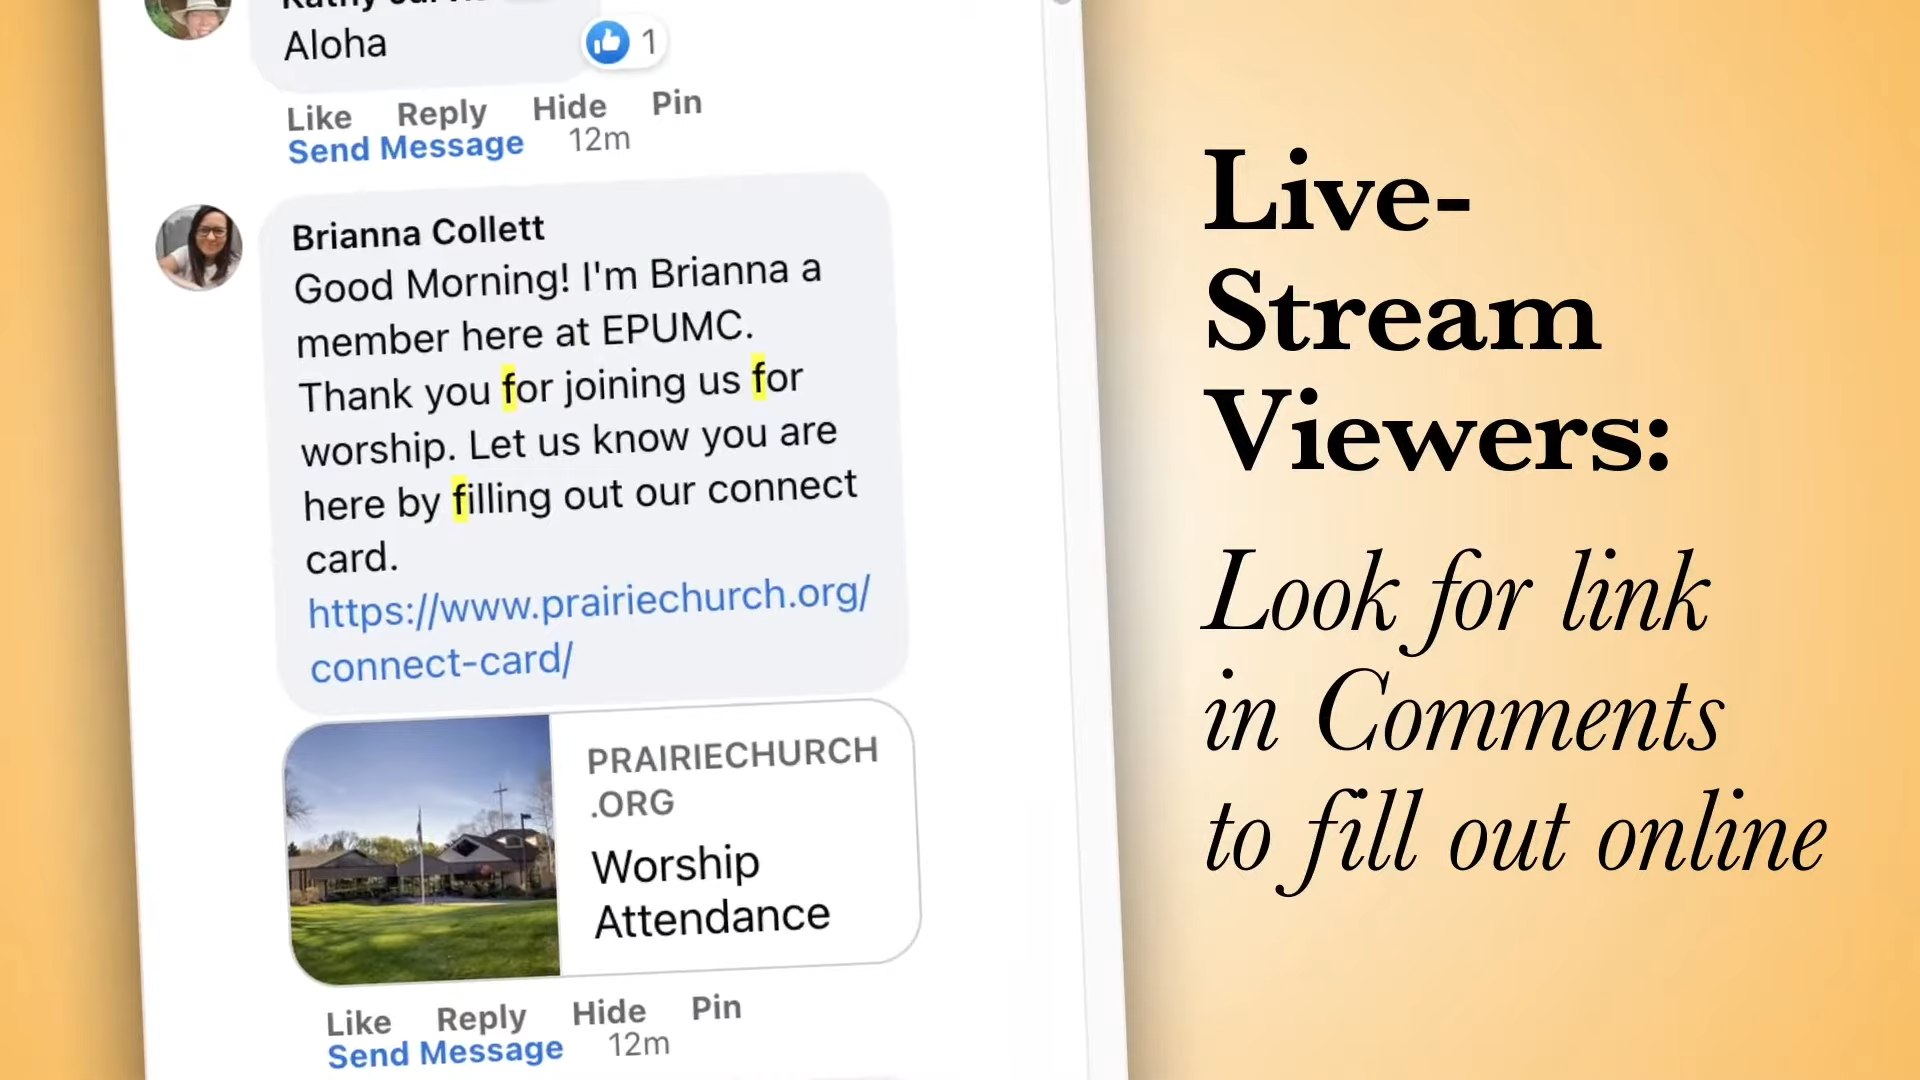 Aloha
1
Like Reply Hide Pin
Send Message 12m
Brianna Collett
Good Morning! I'm Brianna a
member here at EPUMC.
Thank you for joining us for
worship. Let us know you are
here by filling out our connect
card.
https://www.prairiechurch.org/
connect-card/
PRAIRIECHURCH
.ORG
Worship
Attendance
Like Reply Hide Pin
Send Message 12m
Live-
Stream
Viewers:
Look for link
in Comments
to fill out online